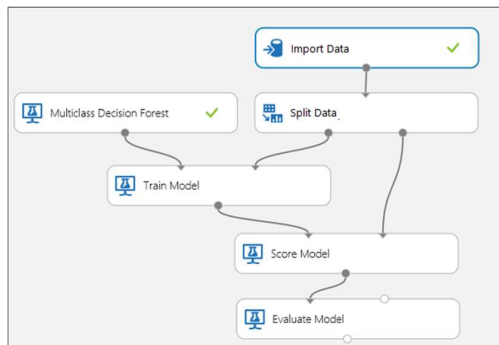 Import Data
Multiclass Decision Forest
Split Data
Train Model
Score Model
Evaluate Model